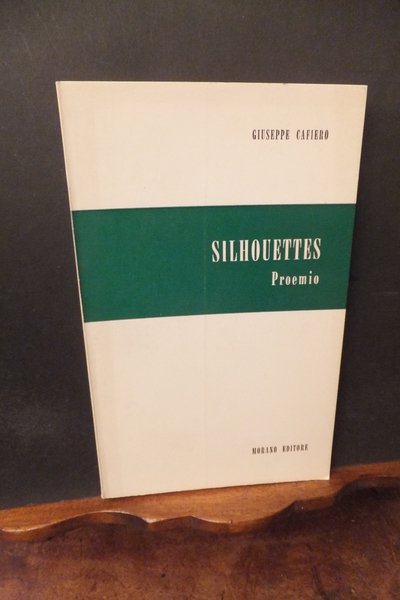 GIUSEPPE CAFIERO
SILHOUETTES
Proemio
MORANO EDITORE